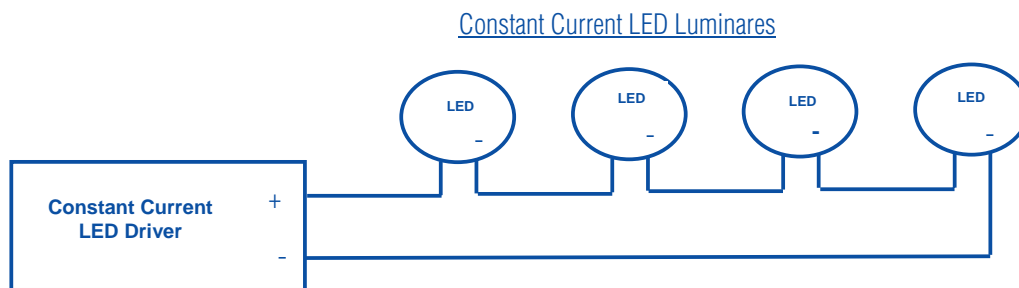 Constant Current LED Luminares
LED
LED
LED
LED
-
-
-
-
Constant Current
LED Driver
+
-